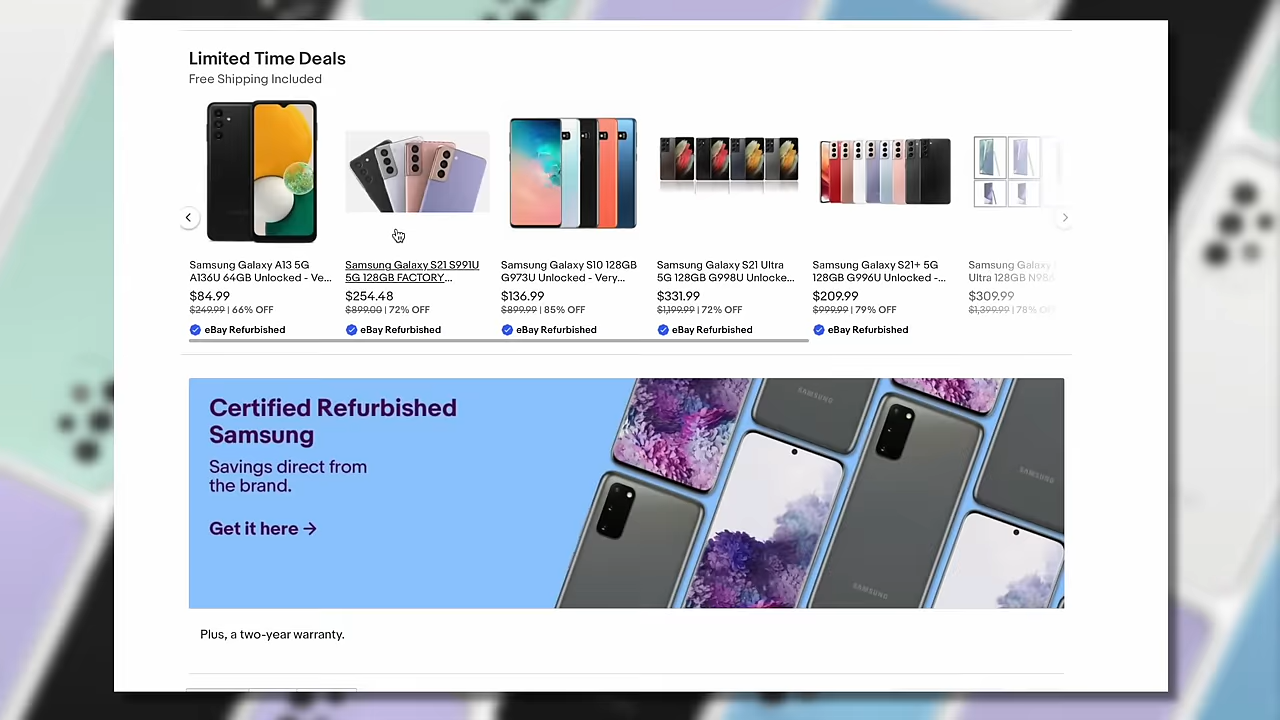 Limited Time Deals
Free Shipping Included
Samsung Galaxy A13 5G
A136U 64GB Unlocked - Ve...
$84.99
$249.99 | 66% OFF
eBay Refurbished
Samsung Galaxy S21 S991U
5G 128GB FACTORY...
$254.48
$899.00 | 72% OFF
eBay Refurbished
Samsung Galaxy S10 128GB
G973U Unlocked - Very...
$136.99
$899.99 | 85% OFF
eBay Refurbished
Samsung Galaxy S21 Ultra
5G 128GB G998U Unlocke...
$331.99
$1,199.99 | 72% OFF
eBay Refurbished
Samsung Galaxy S21+ 5G
128GB G996U Unlocked -...
$209.99
$999.99 | 79% OFF
eBay Refurbished
Samsung Galaxy
Ultra 128GB
$309.99
$1,399.99 | 78%
Certified Refurbished
Samsung
Savings direct from
the brand.
Get it here →
SAMSUNG
SAMSUNG
SAMSUNG
Plus, a two-year warranty.